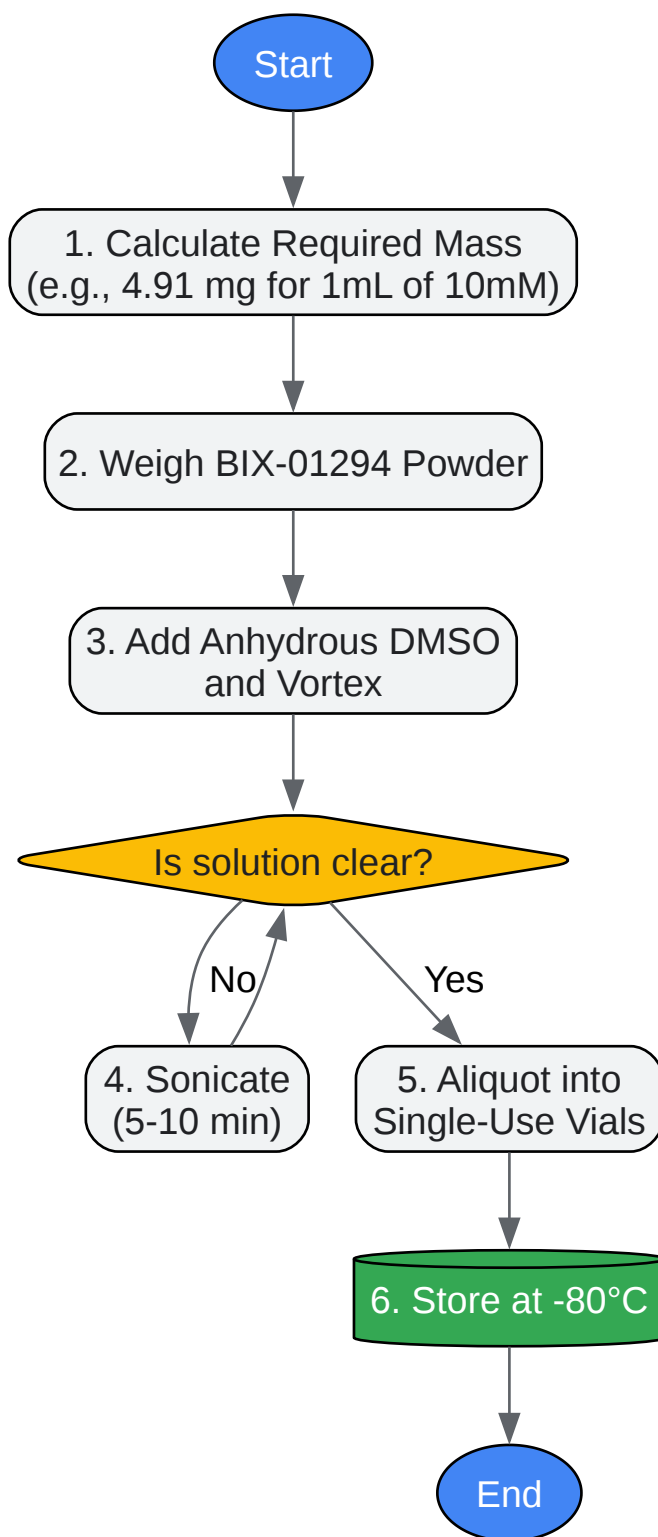 Start
1. Calculate Required Mass
(e.g., 4.91 mg for 1mL of 10mM)
2. Weigh BIX-01294 Powder
3. Add Anhydrous DMSO
and Vortex
Is solution clear?
No
Yes
4. Sonicate
(5-10 min)
5. Aliquot into
Single-Use Vials
6. Store at -80°C
End